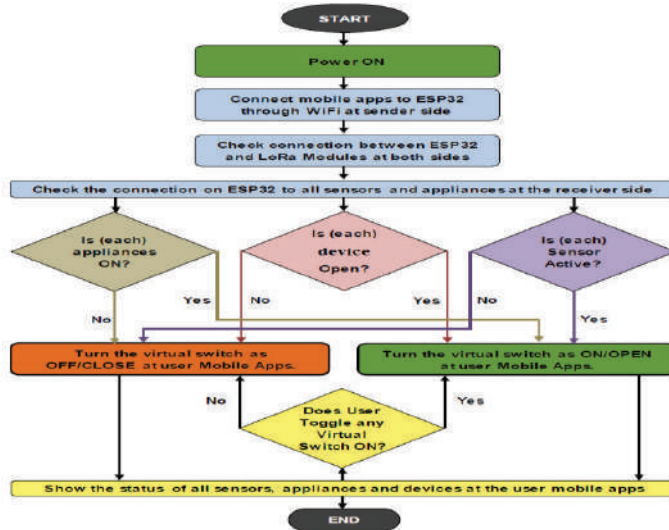 START
Power ON
Connect mobile apps to ESP32
through WiFi at sender side
Check connection between ESP32
and LoRa Modules at both sides
Check the connection on ESP32 to all sensors and appliances at the receiver side
Is (each)
appliances
ON?
Is (each)
device
Open?
Is (each)
Sensor
Active?
No
Yes
No
Yes
No
Yes
Turn the virtual switch as
OFF/CLOSE at user Mobile Apps.
Turn the virtual switch as ON/OPEN
at user Mobile Apps.
No
Does User
Toggle any
Virtual
Switch ON?
Yes
Show the status of all sensors, appliances and devices at the user mobile apps
END